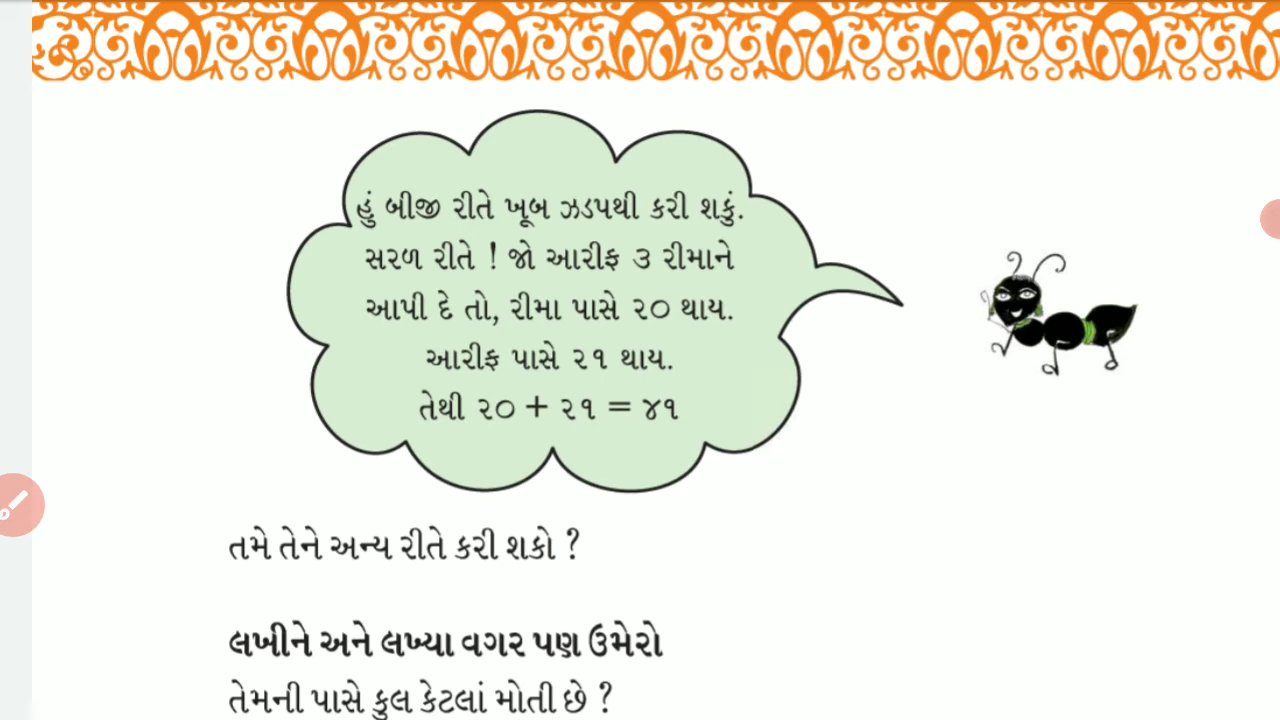 હું બીજી રીતે ખૂબ ઝડપથી કરી શકું.
સરળ રીતે ! જો આરીફ ૩ રીમાને
આપી દે તો, રીમા પાસે ૨૦ થાય.
આરીફ પાસે ૨૧ થાય.
તેથી ૨૦ + ૨૧ = ૪૧
તમે તેને અન્ય રીતે કરી શકો ?
લખીને અને લખ્યા વગર પણ ઉમેરો
તેમની પાસે કુલ કેટલાં મોતી છે ?